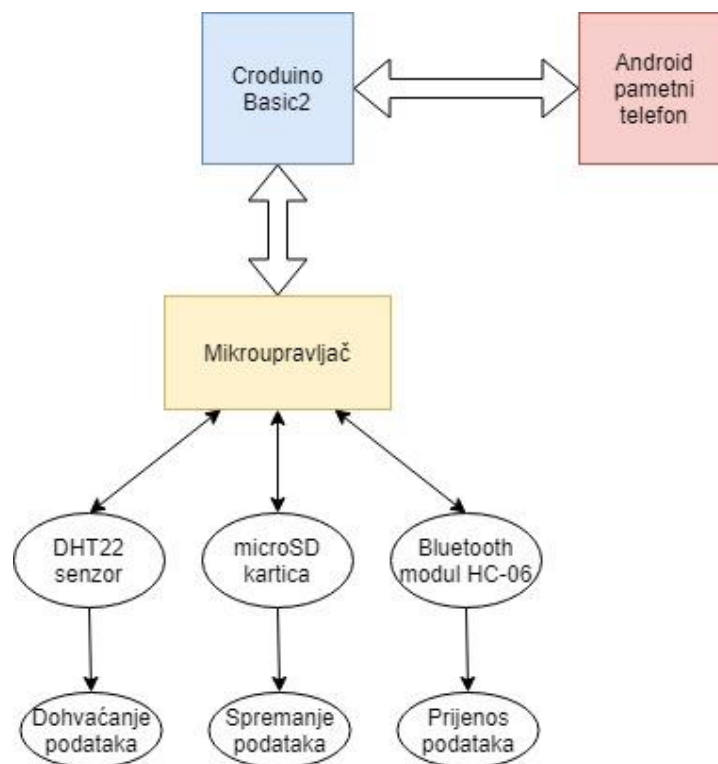 Croduino
Basic2
Android
pametni
telefon
Mikroupravljač
DHT22
senzor
microSD
kartica
Bluetooth
modul HC-06
Dohvaćanje
podataka
Spremanje
podataka
Prijenos
podataka